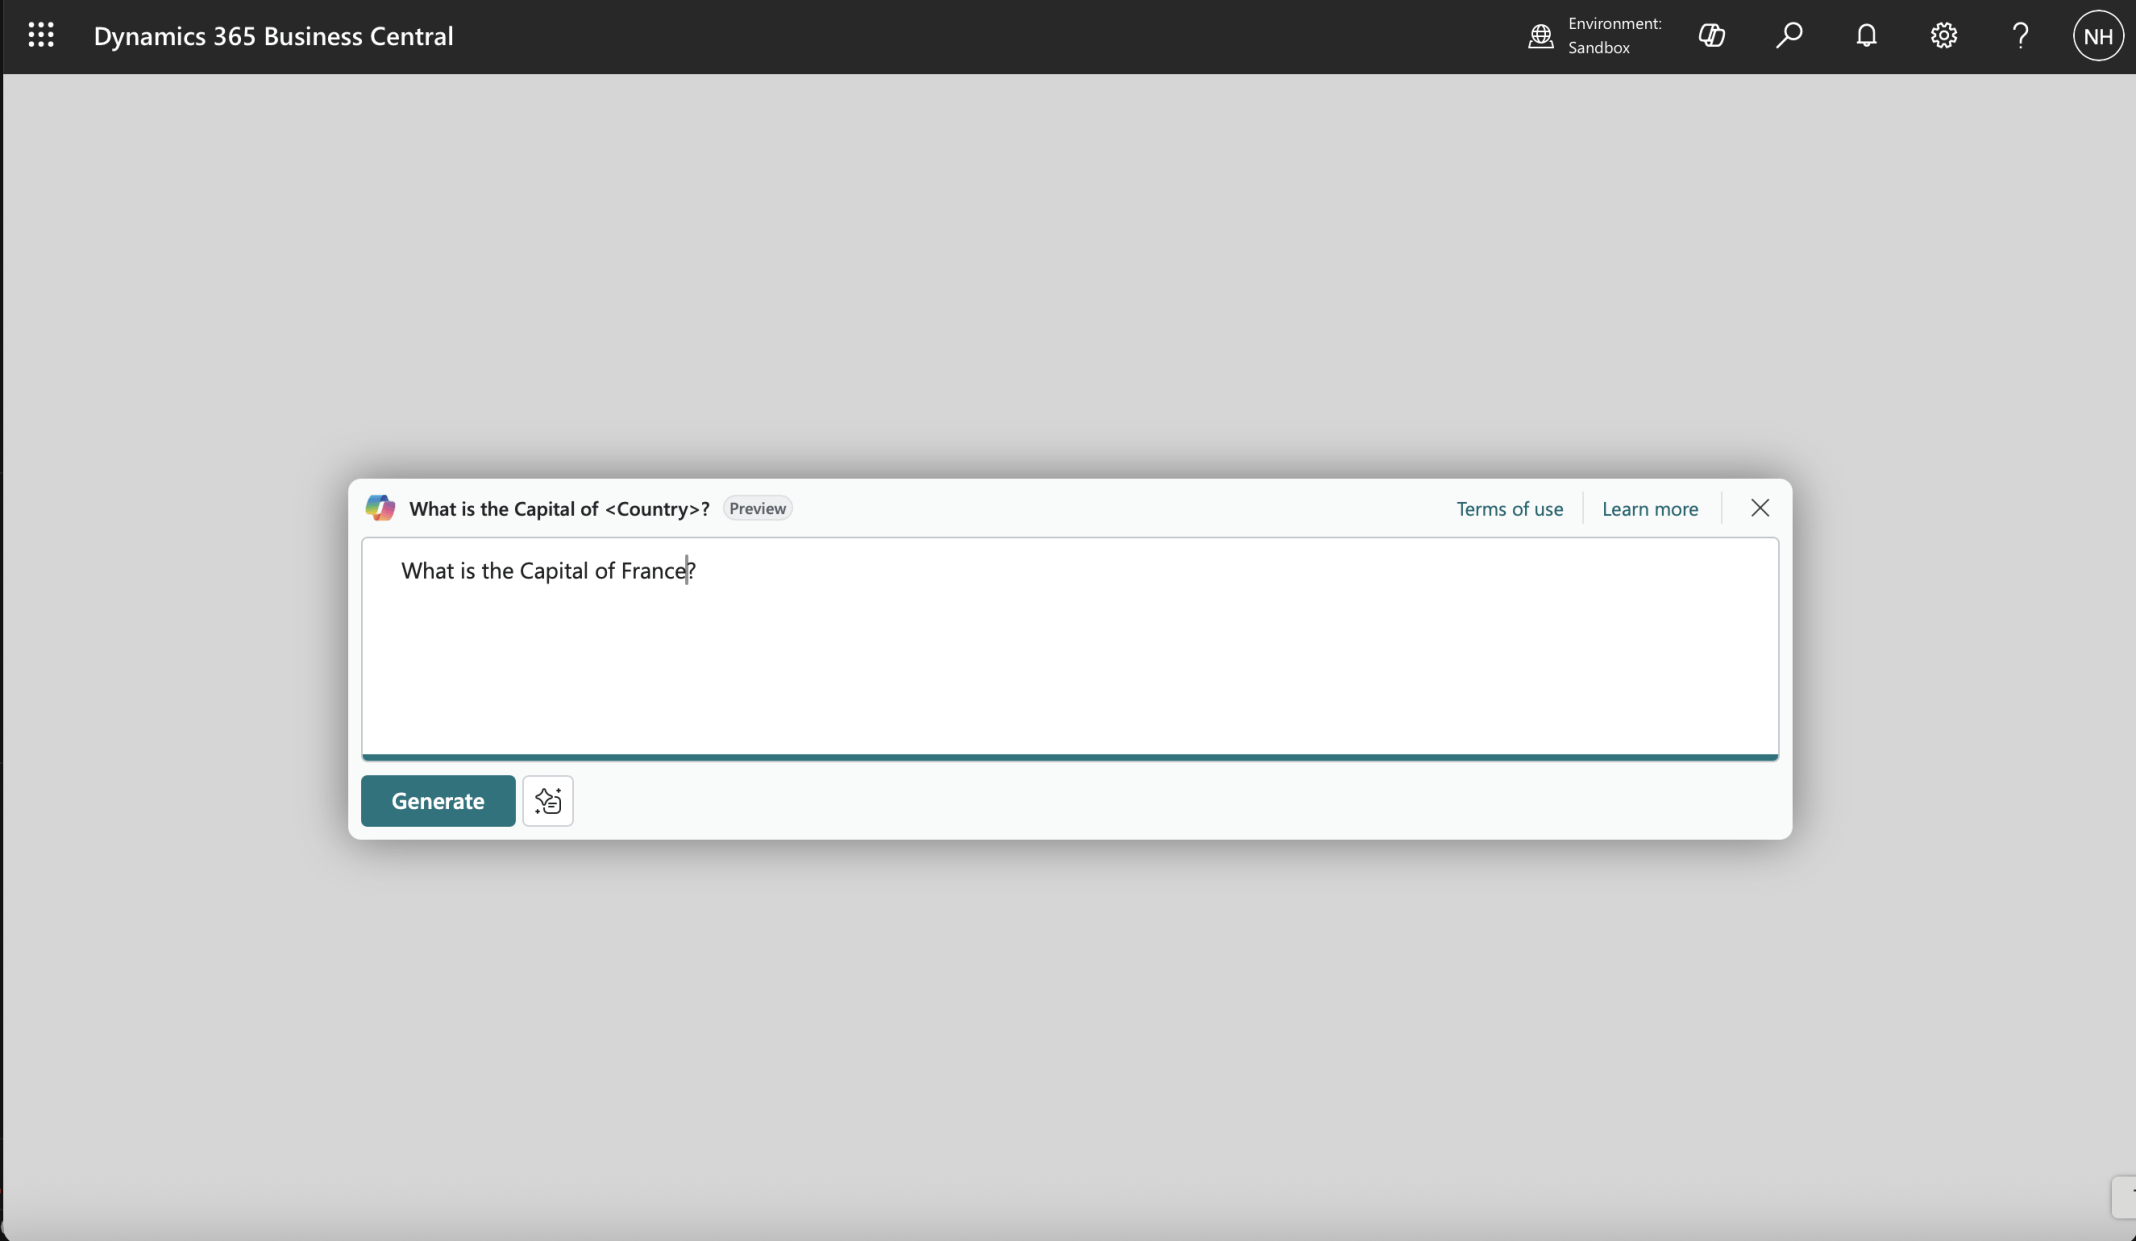 Dynamics 365 Business Central
Environment:
Sandbox
NH
What is the Capital of <Country>?
Preview
Terms of use
Learn more
What is the Capital of France?
Generate